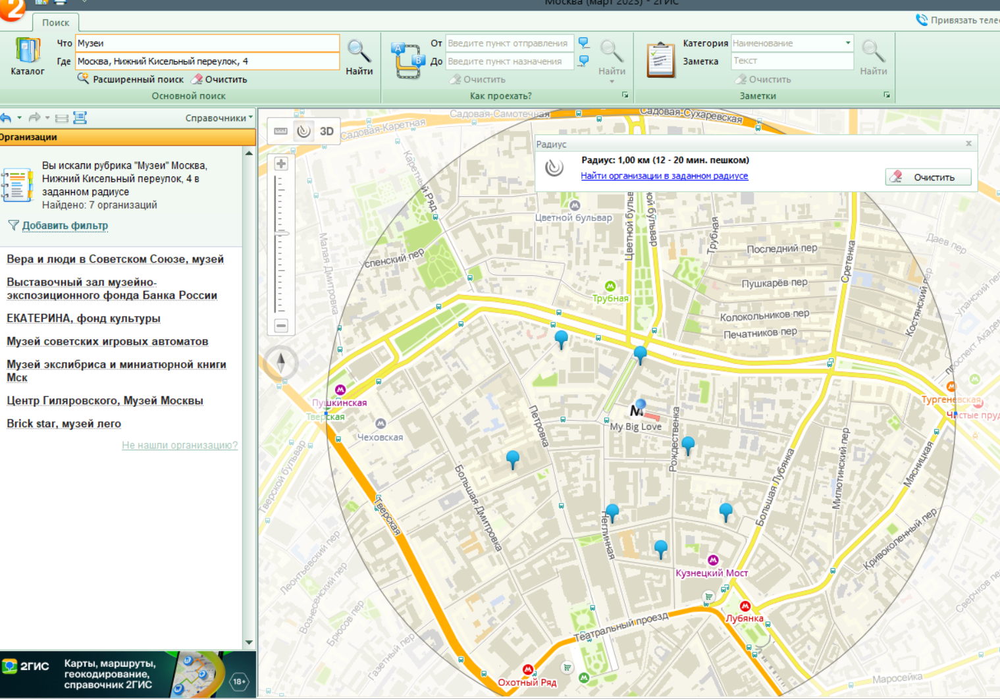 Москва (март 2023) - 2ГИС
Поиск
Привязать теле
Каталог
Что Музеи
Где Москва, Нижний Кисельный переулок, 4
Расширенный поиск Очистить
Найти
Основной поиск
От Введите пункт отправления
До Введите пункт назначения
Очистить
Найти
Как проехать?
Категория Наименование
Заметка Текст
Очистить
Найти
Заметки
Справочники
Организации
Вы искали рубрика "Музеи" Москва,
Нижний Кисельный переулок, 4 в
заданном радиусе
Найдено: 7 организаций
Добавить фильтр
Вера и люди в Советском Союзе, музей
Выставочный зал музейно-
экспозиционного фонда Банка России
ЕКАТЕРИНА, фонд культуры
Музей советских игровых автоматов
Музей экслибриса и миниатюрной книги
Мск
Центр Гиляровского, Музей Москвы
Brick star, музей лего
Не нашли организацию?
2ГИС
Карты, маршруты,
геокодирование,
справочник 2ГИС
18+
3D
Радиус
x
Радиус: 1,00 км (12 - 20 мин. пешком)
Найти организации в заданном радиусе
Очистить
Садовая-Самотечная
Садовая-Сухаревская
Садовая-Каретная
Каретный Ряд
Малая Дмитровка
Успенский пер
Цветной бульвар
Цветной бульв
ной бульвар
Трубная
Трубная
Последний пер
Пушкарёв пер
Колокольников пер
Печатников пер
Сретенка
Даев пер
Костянский пер
Уланский пер
проспект Академ
Тургеневская
Чистые пруд
Пушкинская
Тверская
Чеховская
Тверской бульвар
Петровка
My Big Love
Рождественка
Большая Дмитровка
Тверская
Неглинная
Большая Лубянка
Милютинский пер
Мясницкая
Кривоколенный пер
Сверчков пер
Кузнецкий Мост
Лубянка
Театральный проезд
Охотный Ряд
Леонтьевский пер
Вознесенский пер
Брюсов пер
Газетный пер
Маросейка